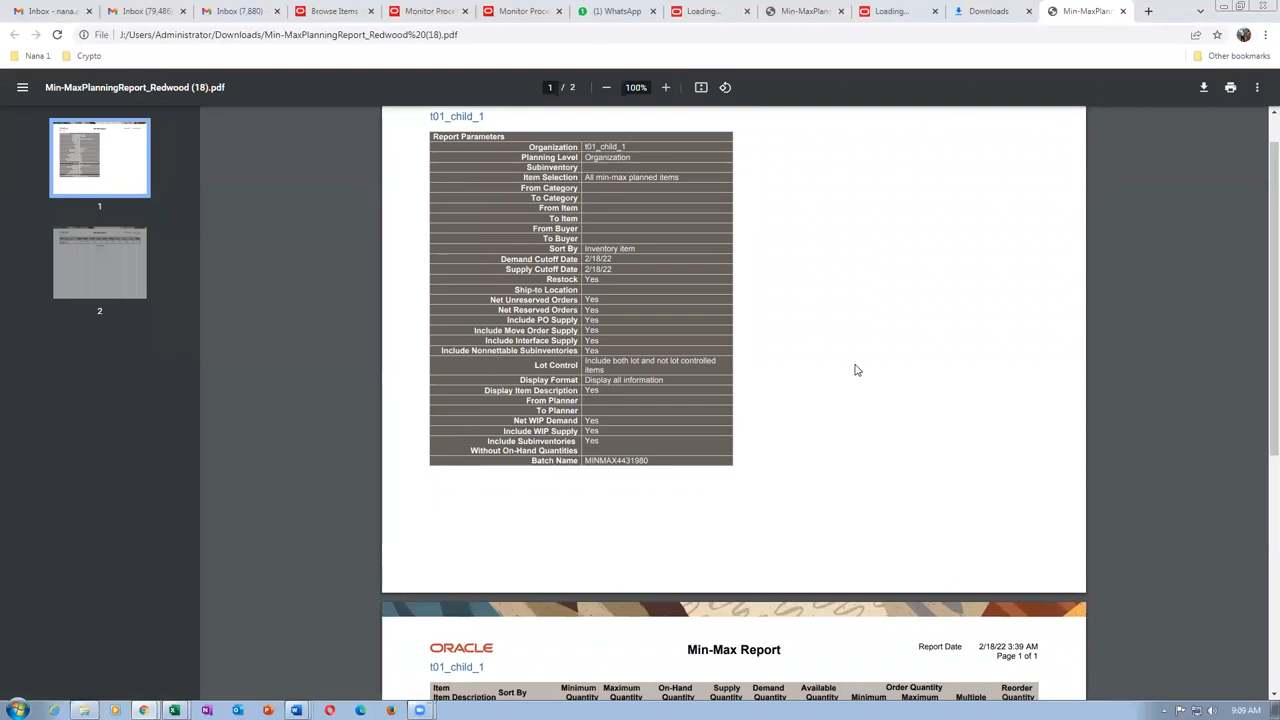 Inbox - nana.a
Inbox (79,486)
Inbox (7,880)
Browse Items
Monitor Proce
Monitor Proce
(1) WhatsApp
Loading...
Min-MaxPlann
Loading...
Downloads
Min-MaxPlann
File J:/Users/Administrator/Downloads/Min-MaxPlanningReport_Redwood%20(18).pdf
Nana 1
Crypto
Other bookmarks
Min-MaxPlanningReport_Redwood (18).pdf
1 / 2
100%
1
2
t01_child_1
Report Parameters
Organization t01_child_1
Planning Level Organization
Subinventory
Item Selection All min-max planned items
From Category
To Category
From Item
To Item
From Buyer
To Buyer
Sort By Inventory item
Demand Cutoff Date 2/18/22
Supply Cutoff Date 2/18/22
Restock Yes
Ship-to Location
Net Unreserved Orders Yes
Net Reserved Orders Yes
Include PO Supply Yes
Include Move Order Supply Yes
Include Interface Supply Yes
Include Nonnettable Subinventories Yes
Lot Control Include both lot and not lot controlled
items
Display Format Display all information
Display Item Description Yes
From Planner
To Planner
Net WIP Demand Yes
Include WIP Supply Yes
Include Subinventories Yes
Without On-Hand Quantities
Batch Name MINMAX4431980
ORACLE
Min-Max Report
Report Date 2/18/22 3:39 AM
Page 1 of 1
t01_child_1
Item Sort By Minimum Maximum On-Hand Supply Demand Available Order Quantity Reorder
Item Description Quantity Quantity Quantity Quantity Quantity Quantity Minimum Maximum Multiple Quantity
9:09 AM